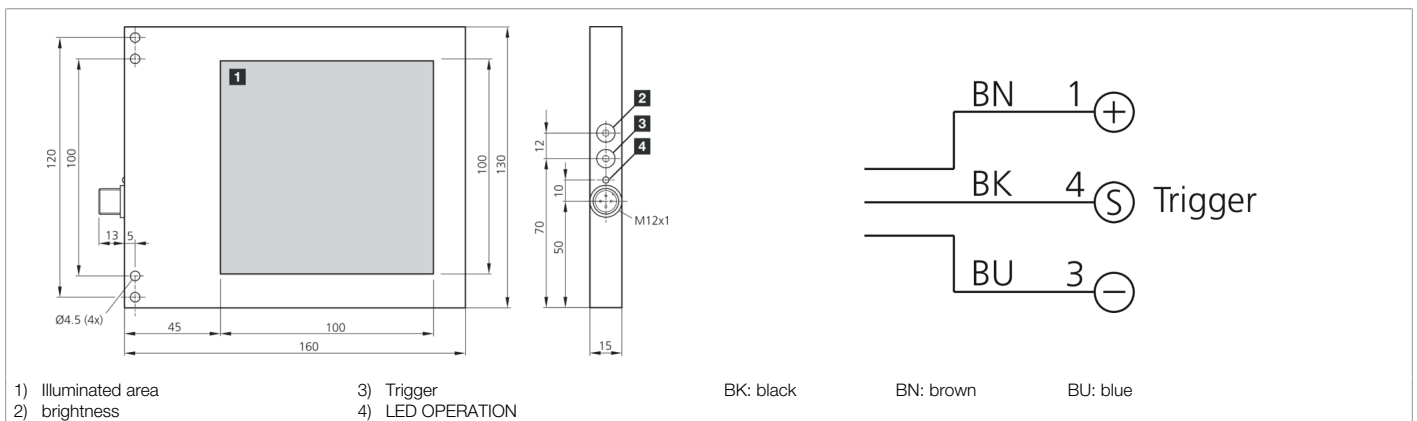 1
120
100
100
130
13
5
Ø4.5 (4x)
45
100
160
2
3
4
12
10
70
50
M12x1
15
BN 1 +
BK 4 S Trigger
BU 3 −
1) Illuminated area
2) brightness
3) Trigger
4) LED OPERATION
BK: black
BN: brown
BU: blue